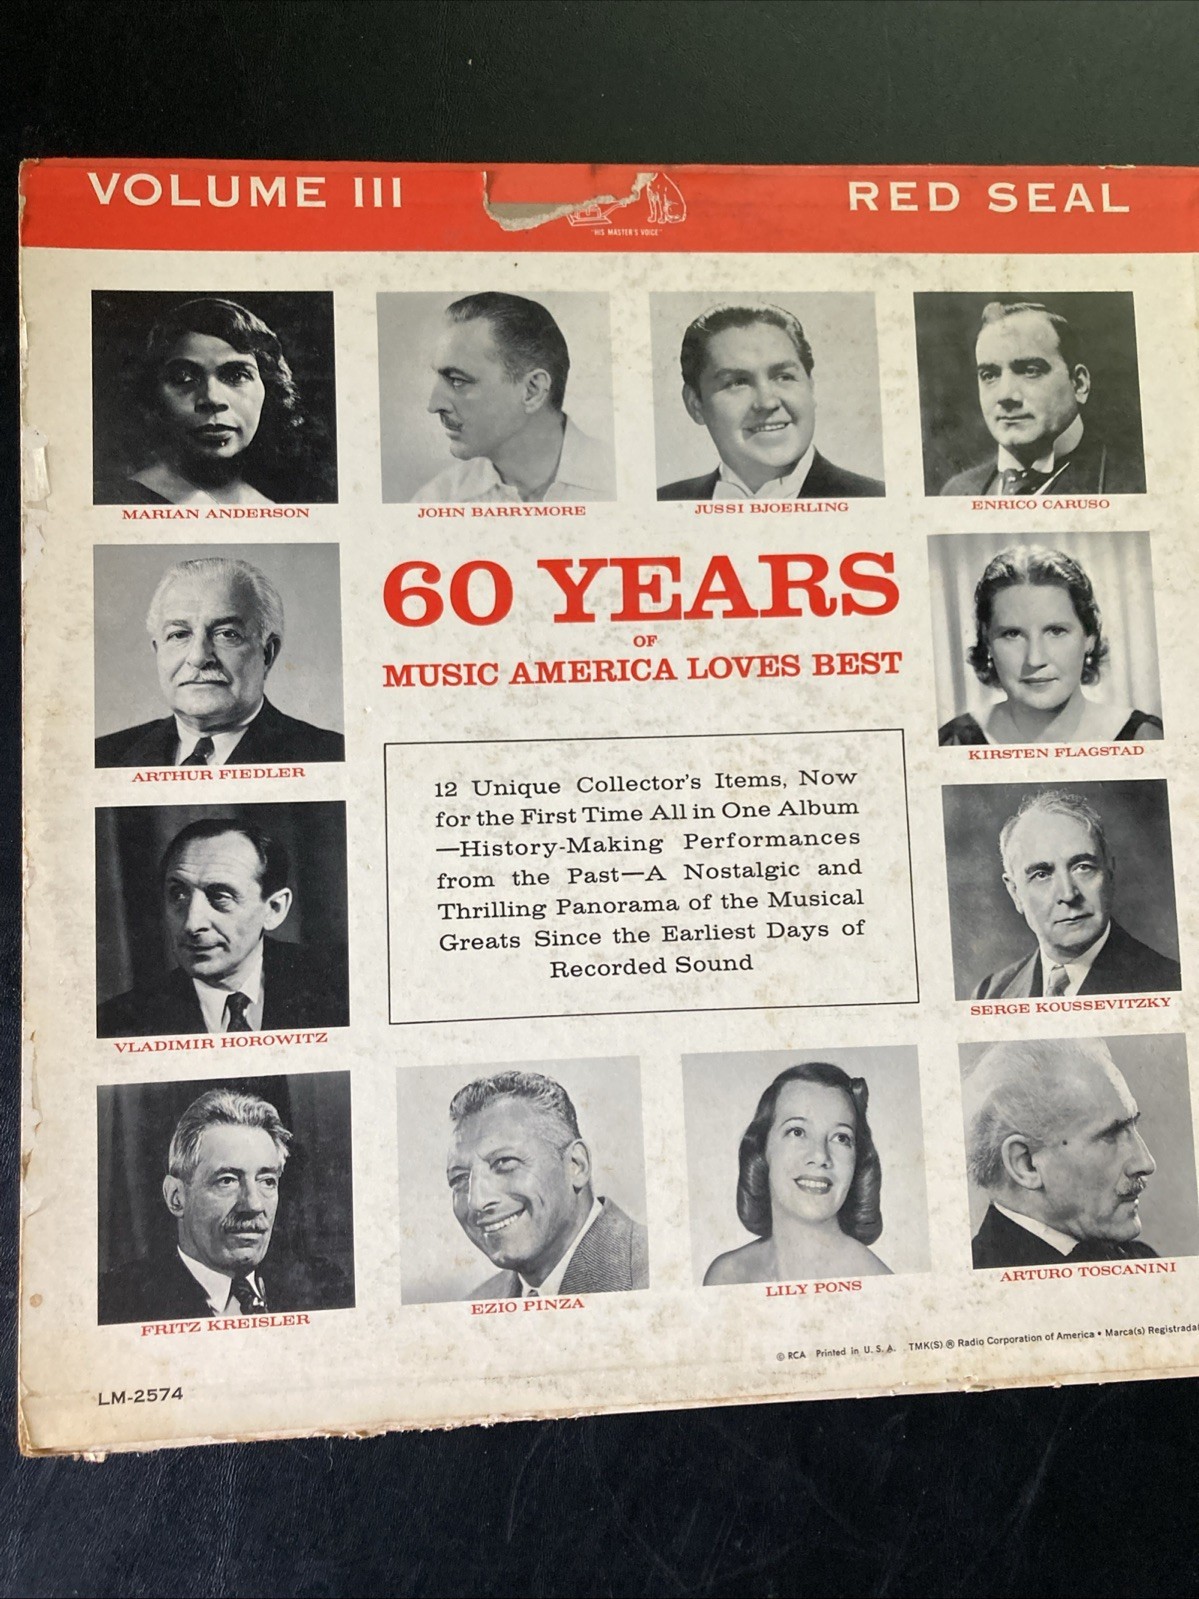 VOLUME III
"HIS MASTER'S VOICE"
RED SEAL
MARIAN ANDERSON
JOHN BARRYMORE
JUSSI BJOERLING
ENRICO CARUSO
60 YEARS
OF
MUSIC AMERICA LOVES BEST
ARTHUR FIEDLER
KIRSTEN FLAGSTAD
12 Unique Collector's Items, Now
for the First Time All in One Album
—History-Making Performances
from the Past—A Nostalgic and
Thrilling Panorama of the Musical
Greats Since the Earliest Days of
Recorded Sound
VLADIMIR HOROWITZ
SERGE KOUSSEVITZKY
FRITZ KREISLER
EZIO PINZA
LILY PONS
ARTURO TOSCANINI
© RCA Printed in U. S. A. TMK(S) ® Radio Corporation of America • Marca(s) Registrada(
LM-2574